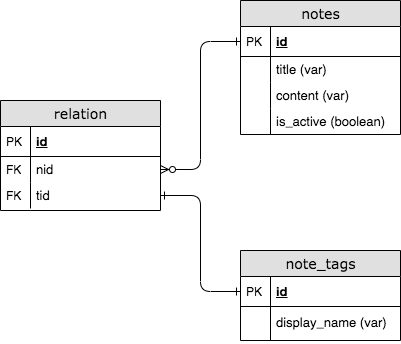 notes
PK id
title (var)
content (var)
is_active (boolean)
relation
PK id
FK nid
FK tid
note_tags
PK id
display_name (var)